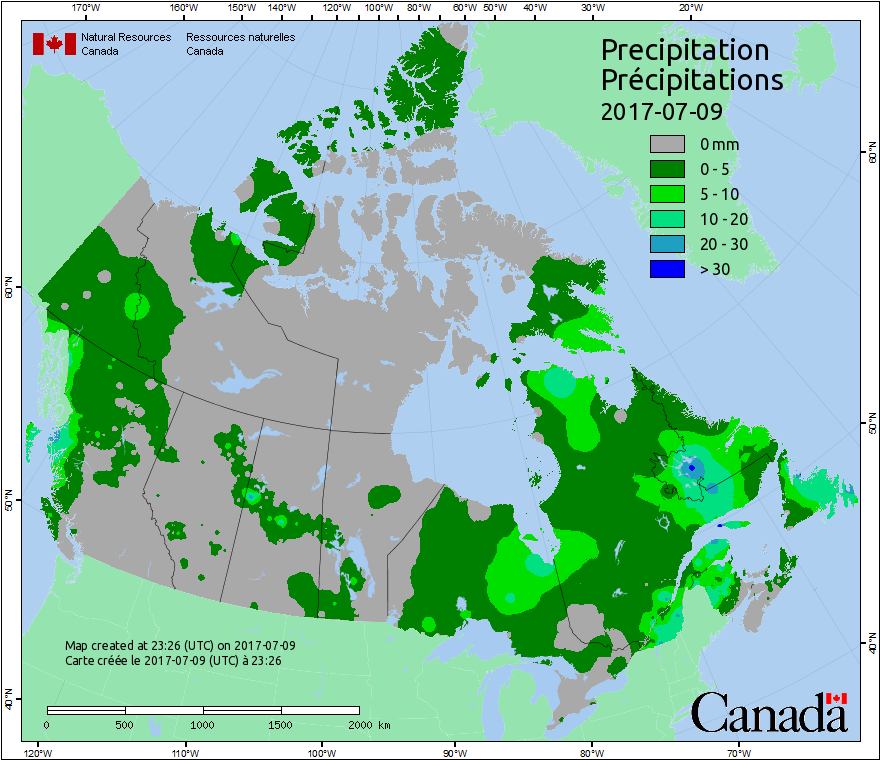 170°W 160°W 150°W 140°W 120°W 100°W 80°W 60°W 50°W 40°W 30°W 20°W
Natural Resources Ressources naturelles
Canada Canada
Precipitation
Précipitations
2017-07-09
0 mm
0 - 5
5 - 10
10 - 20
20 - 30
> 30
60°N
60°N
50°N
50°N
40°N
40°N
Map created at 23:26 (UTC) on 2017-07-09
Carte créée le 2017-07-09 (UTC) à 23:26
0 500 1000 1500 2000 km
Canada
120°W 110°W 100°W 90°W 80°W 70°W